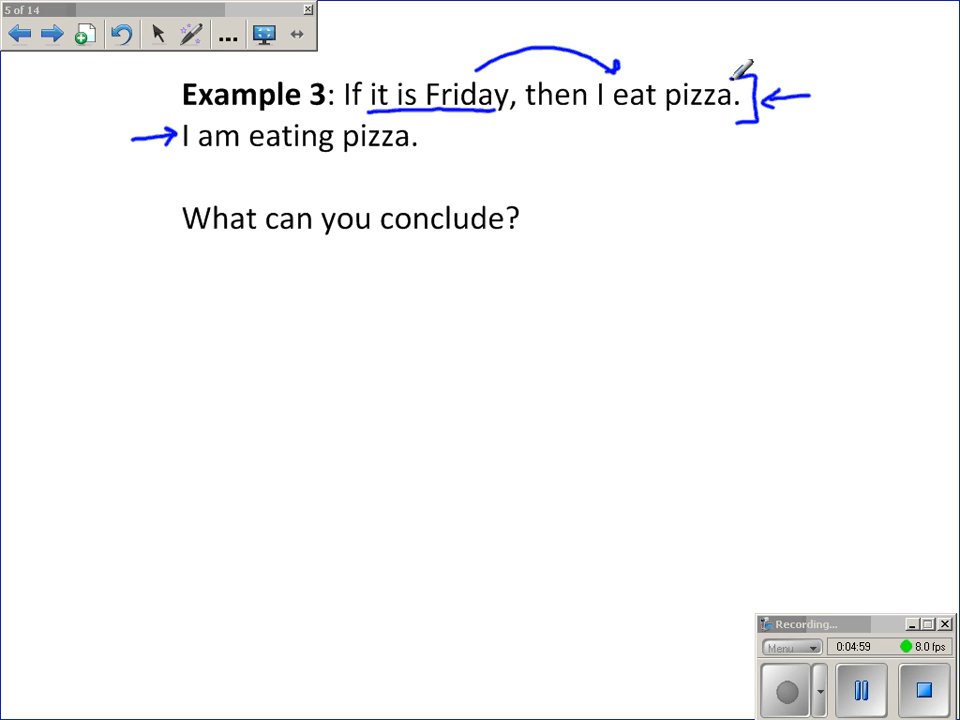 5 of 14
Example 3: If it is Friday, then I eat pizza.
I am eating pizza.
What can you conclude?
Recording...
Menu 0:04:59 8.0 fps